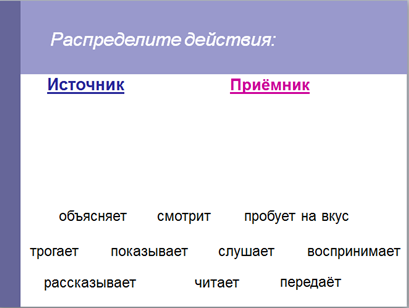 Распределите действия:
Источник Приёмник
объясняет смотрит пробует на вкус
трогает показывает слушает воспринимает
рассказывает читает передаёт